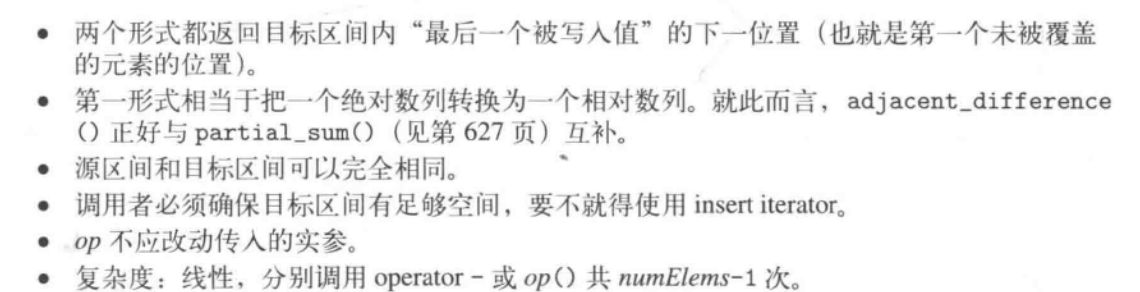 • 两个形式都返回目标区间内“最后一个被写入值”的下一位置（也就是第一个未被覆盖
的元素的位置）。
• 第一形式相当于把一个绝对数列转换为一个相对数列。就此而言，adjacent_difference
() 正好与 partial_sum()（见第 627 页）互补。
• 源区间和目标区间可以完全相同。
• 调用者必须确保目标区间有足够空间，要不就得使用 insert iterator。
• op 不应改动传入的实参。
• 复杂度：线性，分别调用 operator - 或 op() 共 numElems-1 次。